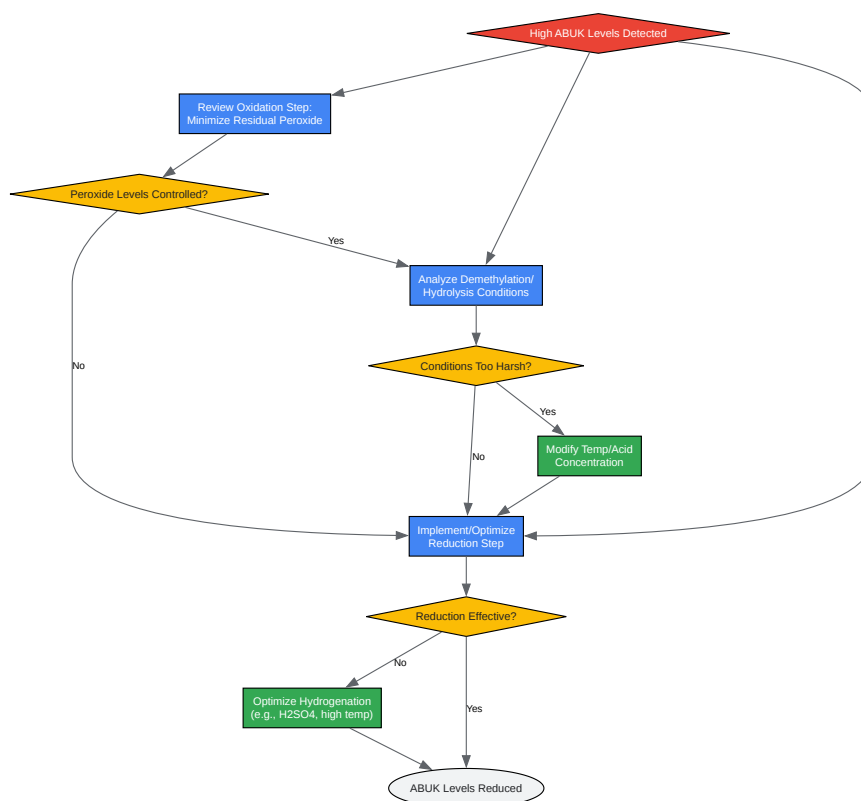 High ABUK Levels Detected
Review Oxidation Step:
Minimize Residual Peroxide
Peroxide Levels Controlled?
Yes
Analyze Demethylation/
Hydrolysis Conditions
No
Conditions Too Harsh?
Yes
No
Modify Temp/Acid
Concentration
Implement/Optimize
Reduction Step
Reduction Effective?
No
Yes
Optimize Hydrogenation
(e.g., H2SO4, high temp)
ABUK Levels Reduced